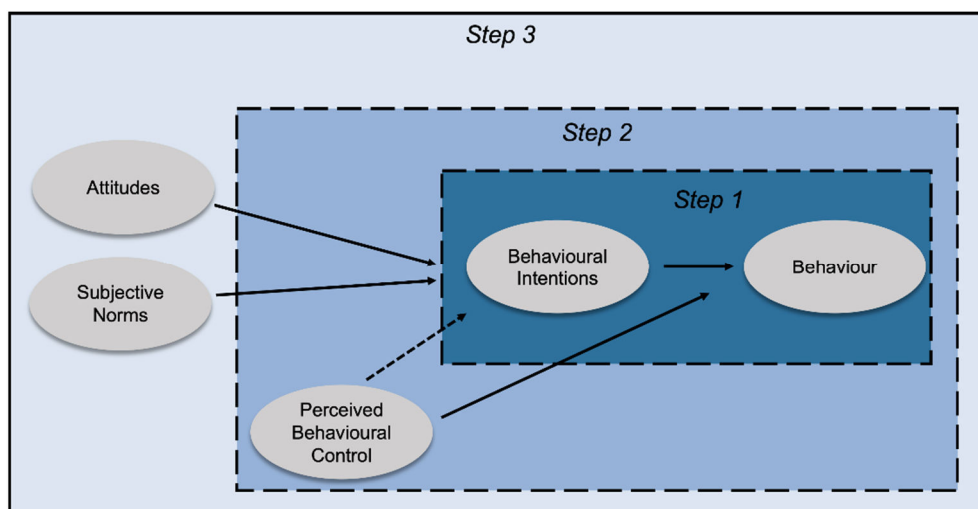 Step 3
Step 2
Attitudes
Step 1
Behavioural
Intentions
Behaviour
Subjective
Norms
Perceived
Behavioural
Control